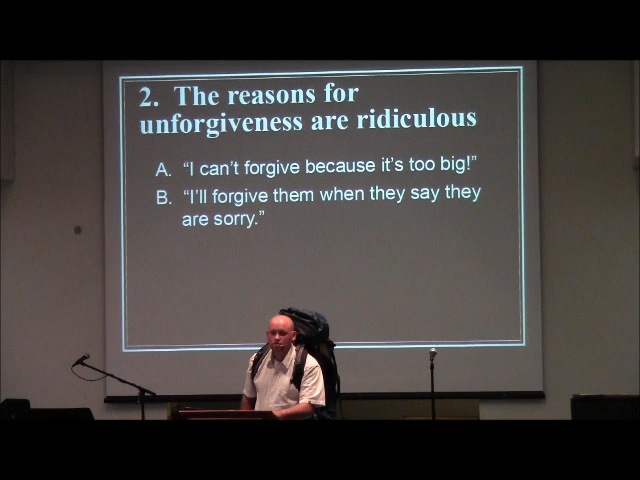 2. The reasons for
unforgiveness are ridiculous
A. “I can’t forgive because it’s too big!”
B. “I’ll forgive them when they say they
are sorry.”